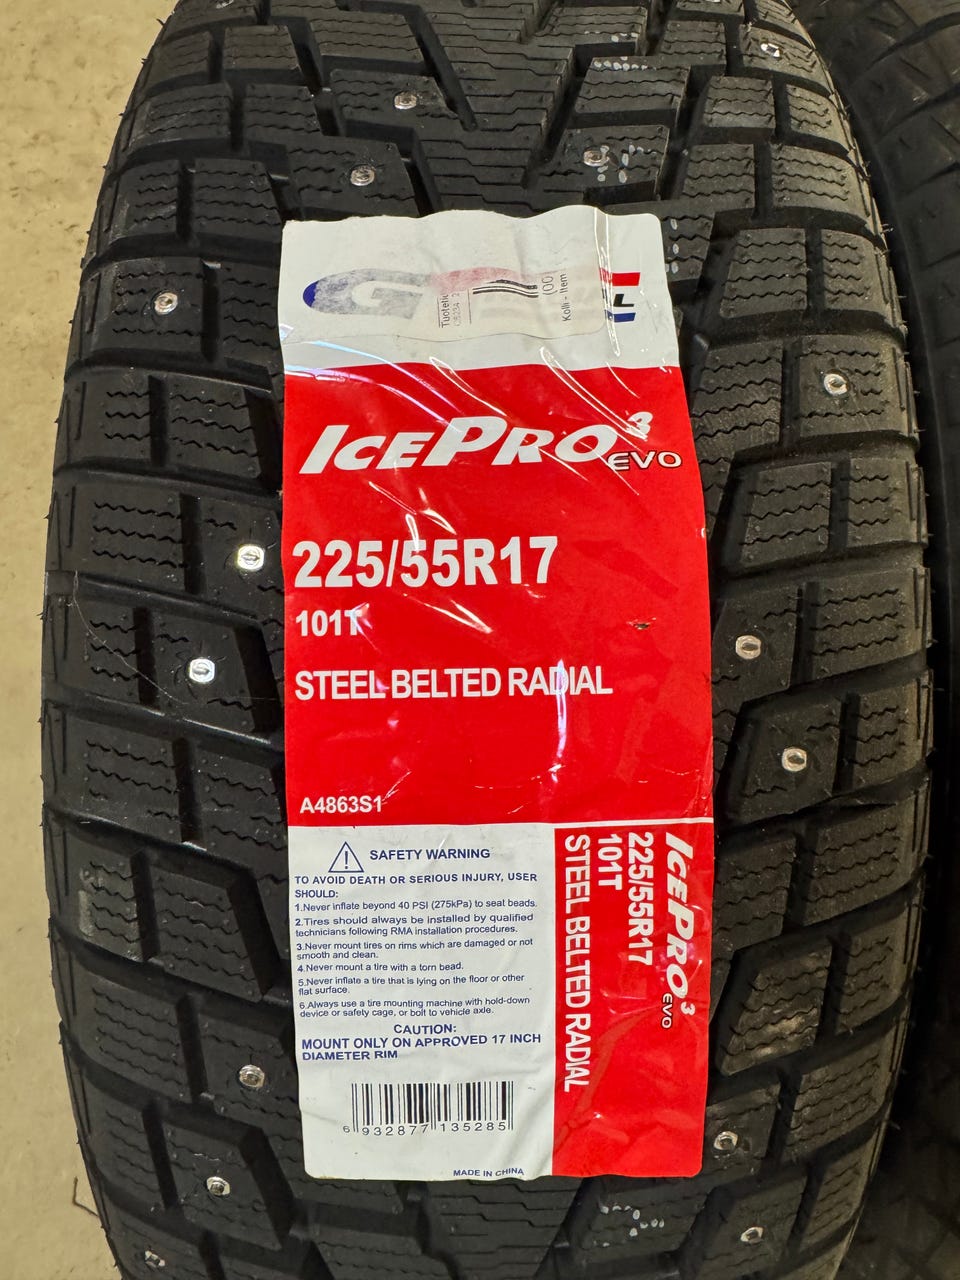 G
Kolli - Item
ICEPRO3
EVO
225/55R17
101T
STEEL BELTED RADIAL
A4863S1
SAFETY WARNING
TO AVOID DEATH OR SERIOUS INJURY, USER
SHOULD:
1.Never inflate beyond 40 PSI (275kPa) to seat beads.
2.Tires should always be installed by qualified
technicians following RMA installation procedures.
3.Never mount tires on rims which are damaged or not
smooth and clean.
4.Never mount a tire with a torn bead.
5.Never inflate a tire that is lying on the floor or other
flat surface.
6.Always use a tire mounting machine with hold-down
device or safety cage, or bolt to vehicle axle.
CAUTION:
MOUNT ONLY ON APPROVED 17 INCH
DIAMETER RIM
6 932877 135285
MADE IN CHINA
ICEPRO3
EVO
225/55R17
101T
STEEL BELTED RADIAL